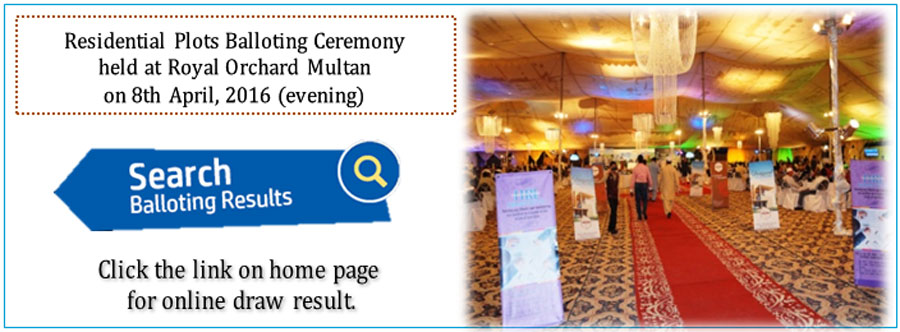 Residential Plots Balloting Ceremony
held at Royal Orchard Multan
on 8th April, 2016 (evening)
Search
Balloting Results
Click the link on home page
for online draw result.